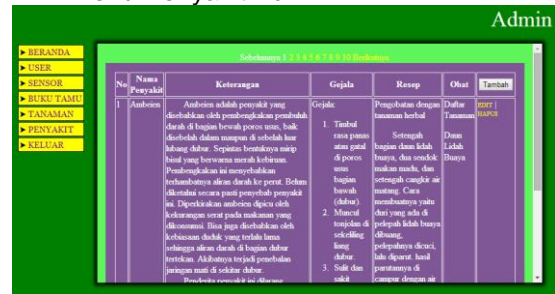 Admin
► BERANDA
► USER
► SENSOR
► BUKU TAMU
► TANAMAN
► PENYAKIT
► KELUAR
Sebelumnya 1 2 3 4 5 6 7 8 9 10 Berikutnya
No
Nama
Penyakit
Keterangan
Gejala
Resep
Obat
Tambah
1
Ambeien
Ambeien adalah penyakit yang
disebabkan oleh pembengkakan pembuluh
darah di bagian bewah poros usus, baik
disebelah dalam maupun di sebelah luar
lubang dubur. Sepintas bentuknya mirip
bisul yang berwarna merah kebiruan.
Pembengkakan ini menyebabkan
terhambatnya aliran darah ke perut. Belum
diketahui secara pasti penyebab penyakit
ini. Diperkirakan ambeien dipicu oleh
kekurangan serat pada makanan yang
dikonsumsi. Bisa juga disebabkan oleh
kebiasaan duduk yang terlalu lama
sehingga aliran darah di bagian dubur
tertekan. Akibatnya terjadi penebalan
jaringan mati di sekitar dubur.
Penderita penyakit ini dilarang
Gejala:
1. Timbul
rasa panas
atau gatal
di poros
usus
bagian
bawah
(dubur).
2. Muncul
tonjolan di
sekeliling
liang
dubur.
3. Sulit dan
sakit
Pengobatan dengan
tanaman herbal
Setengah
bagian daun lidah
buaya, dua sendok
makan madu, dan
setengah cangkir air
matang. Cara
membuatnya yaitu
duri yang ada di
pelepah lidah buaya
dibuang,
pelepahnya dicuci,
lalu diparut. hasil
parutannya di
campur dengan air
Daftar
Tanaman
Daun
Lidah
Buaya
EDIT |
HAPUS